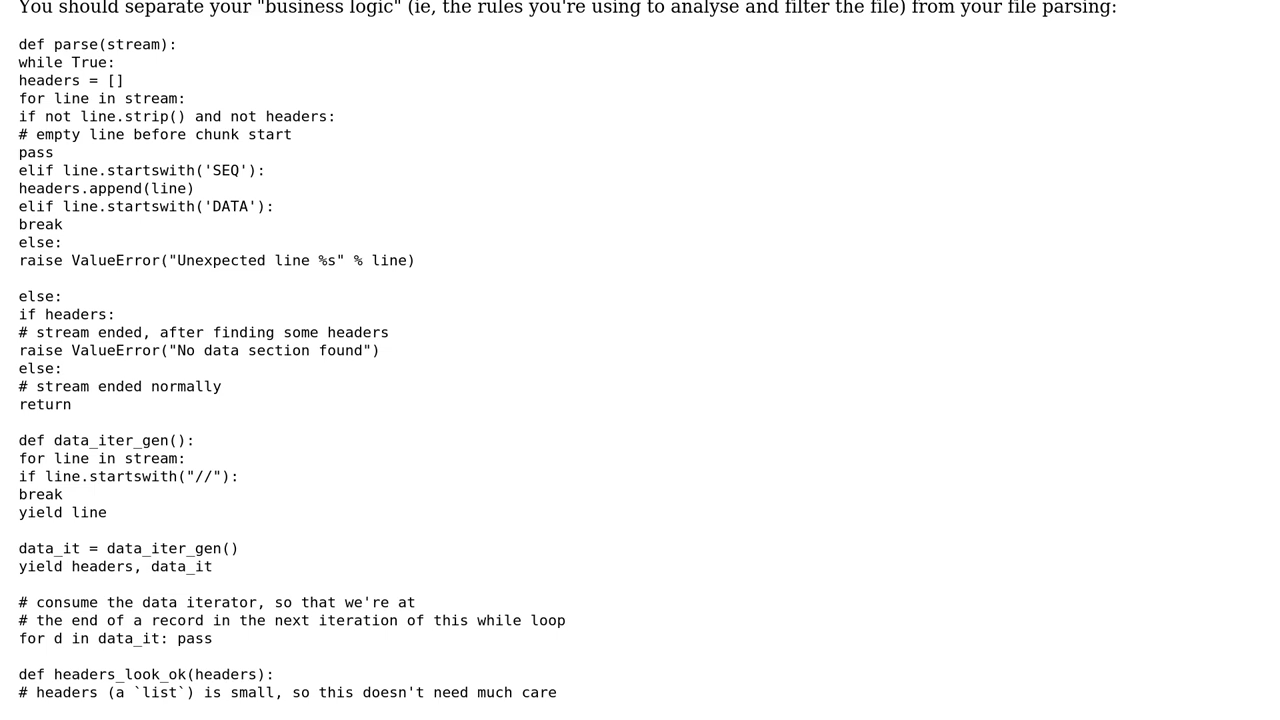 You should separate your "business logic" (ie, the rules you're using to analyse and filter the file) from your file parsing:
def parse(stream):
while True:
headers = []
for line in stream:
if not line.strip() and not headers:
# empty line before chunk start
pass
elif line.startswith('SEQ'):
headers.append(line)
elif line.startswith('DATA'):
break
else:
raise ValueError("Unexpected line %s" % line)
else:
if headers:
# stream ended, after finding some headers
raise ValueError("No data section found")
else:
# stream ended normally
return
def data_iter_gen():
for line in stream:
if line.startswith("//"):
break
yield line
data_it = data_iter_gen()
yield headers, data_it
# consume the data iterator, so that we're at
# the end of a record in the next iteration of this while loop
for d in data_it: pass
def headers_look_ok(headers):
# headers (a `list`) is small, so this doesn't need much care